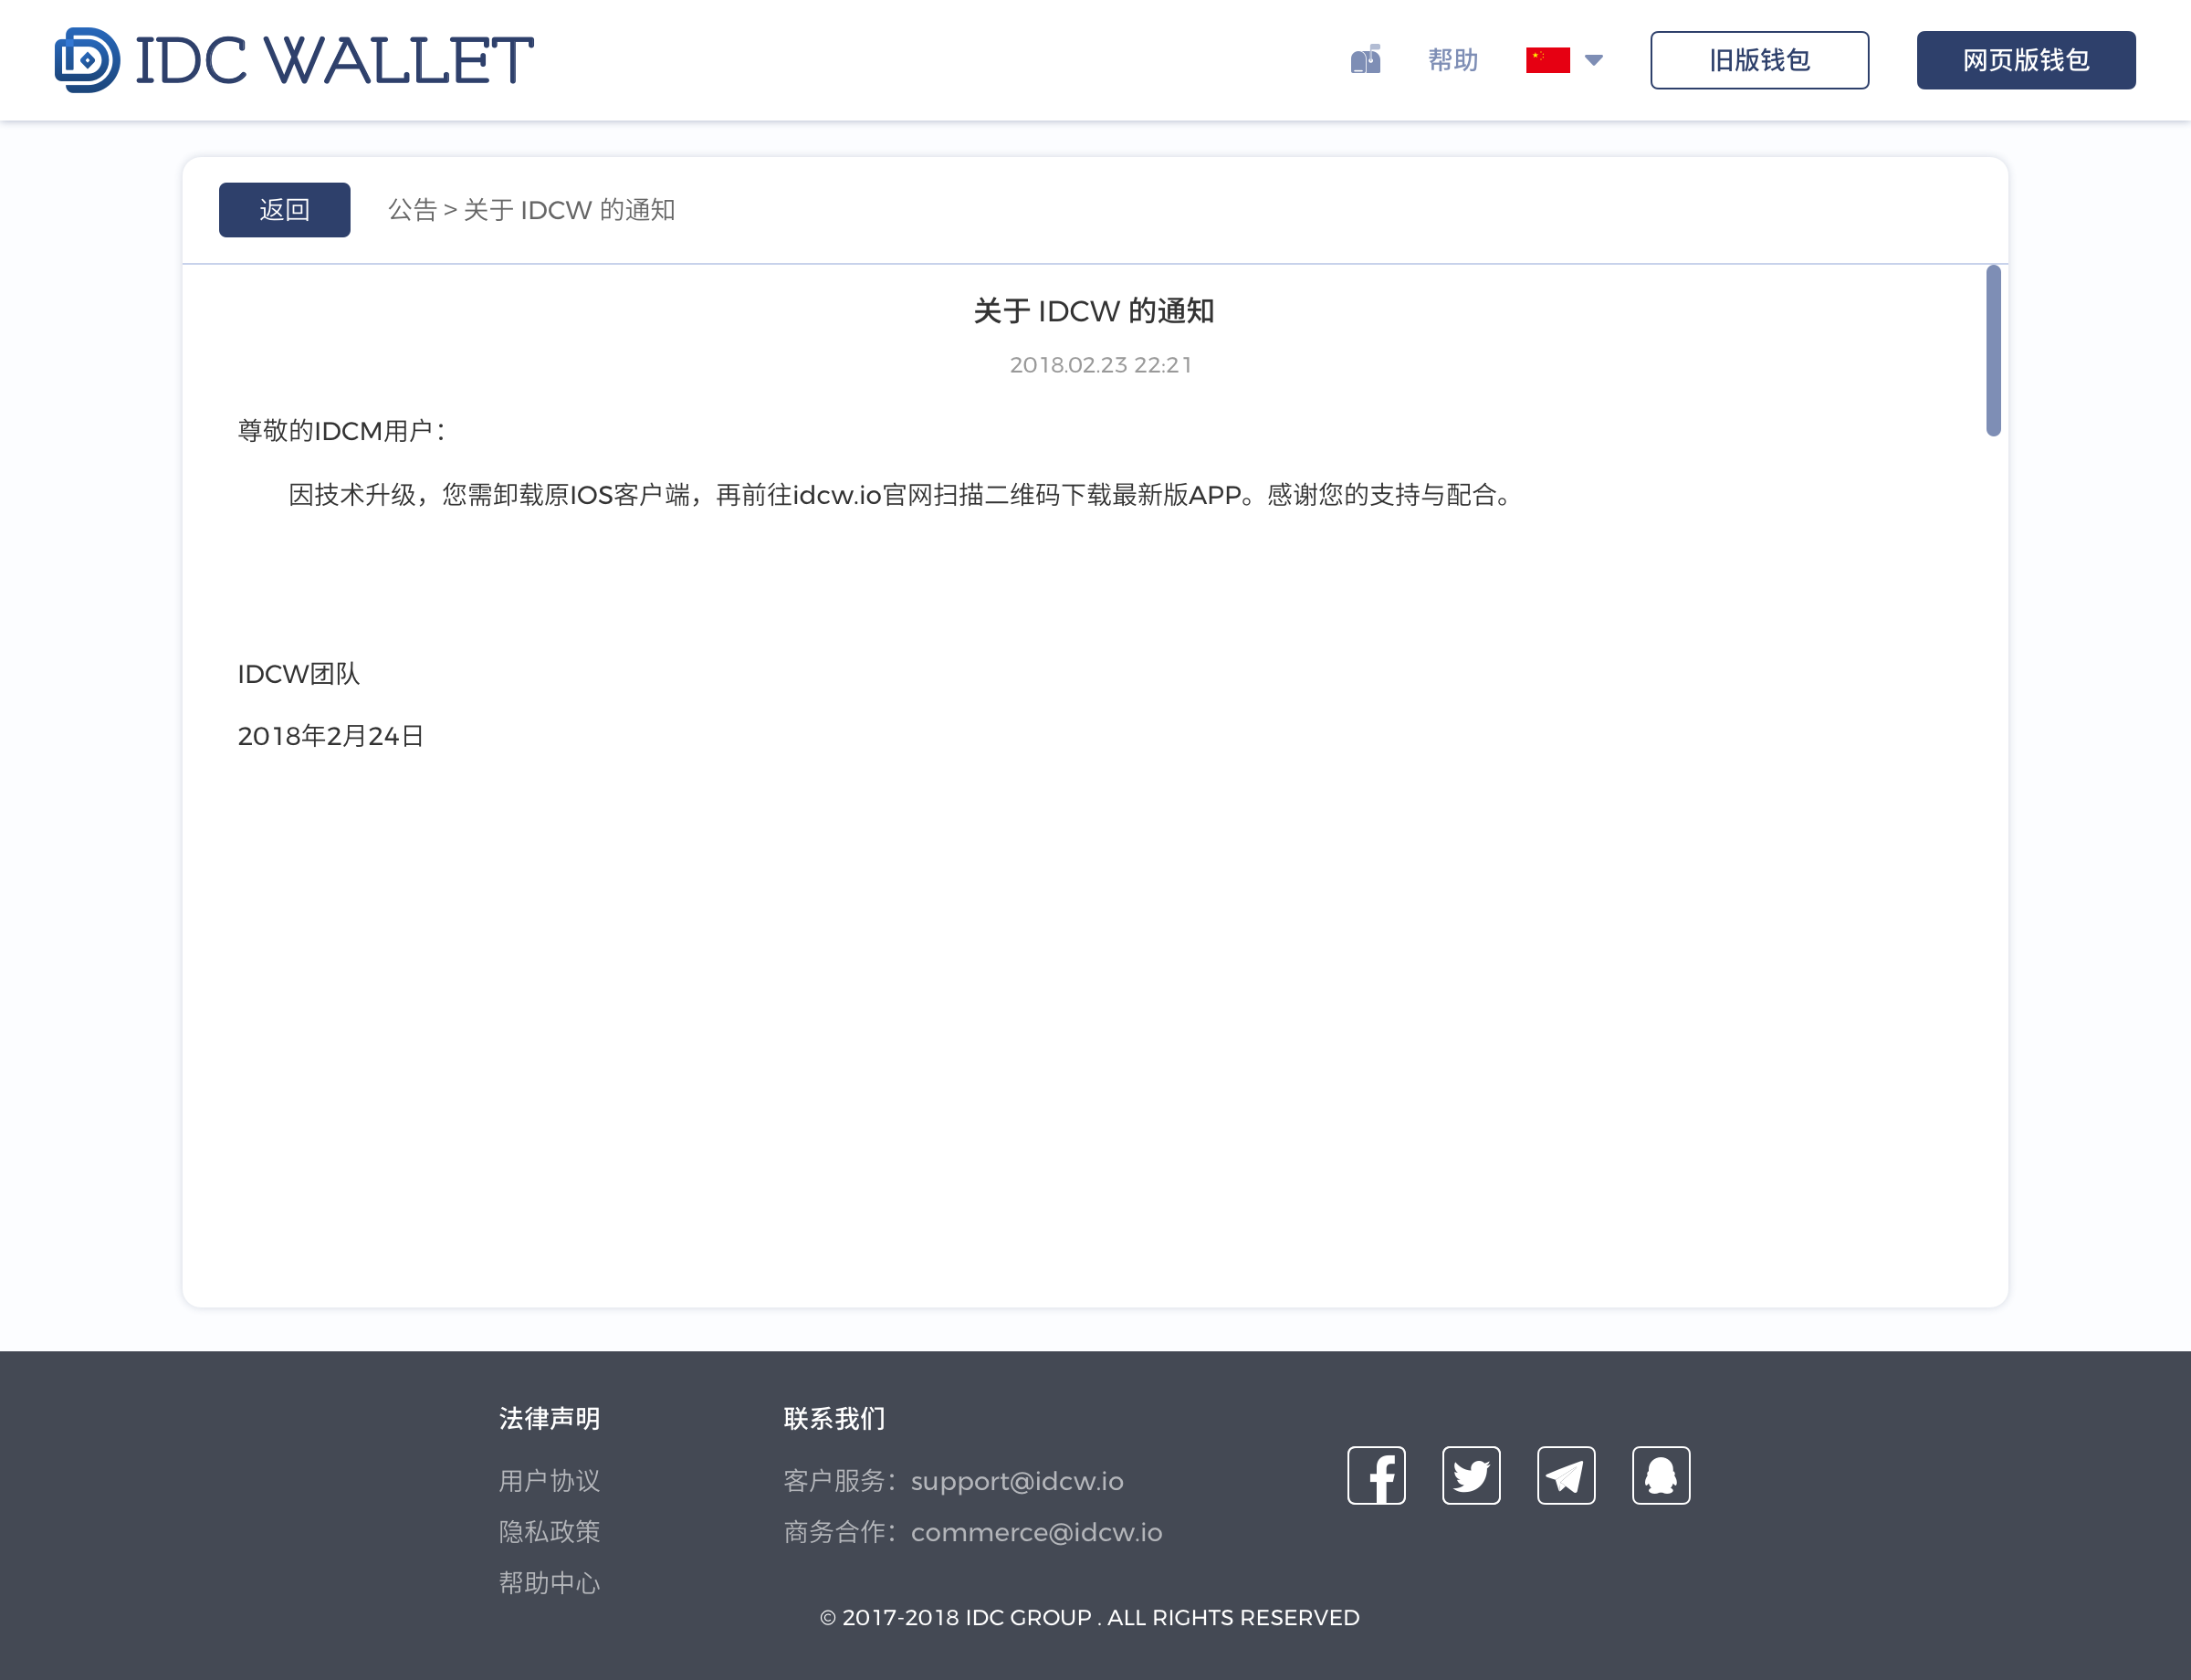 IDC WALLET
帮助
旧版钱包
网页版钱包
返回
公告 > 关于 IDCW 的通知
关于 IDCW 的通知
2018.02.23 22:21
尊敬的IDCM用户：
因技术升级，您需卸载原IOS客户端，再前往idcw.io官网扫描二维码下载最新版APP。感谢您的支持与配合。
IDCW团队
2018年2月24日
法律声明
用户协议
隐私政策
帮助中心
联系我们
客户服务：support@idcw.io
商务合作：commerce@idcw.io
© 2017-2018 IDC GROUP . ALL RIGHTS RESERVED